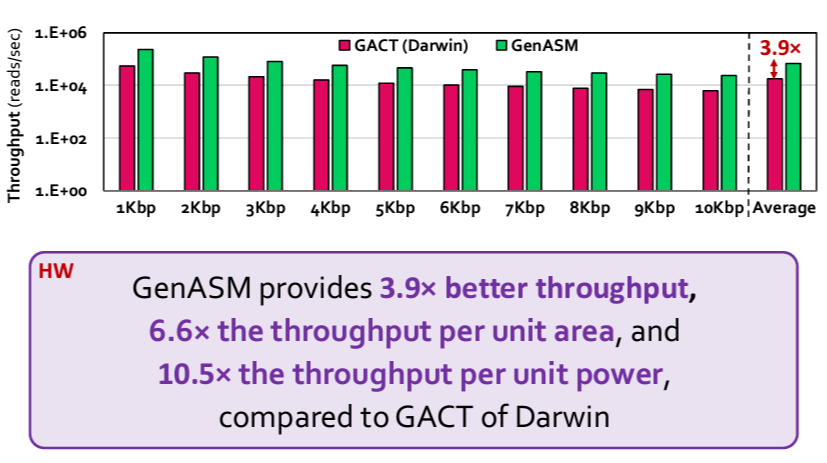 1.E+06
1.E+04
1.E+02
1.E+00
Throughput (reads/sec)
GACT (Darwin) GenASM
3.9×
1Kbp 2Kbp 3Kbp 4Kbp 5Kbp 6Kbp 7Kbp 8Kbp 9Kbp 10Kbp Average
HW
GenASM provides 3.9× better throughput,
6.6× the throughput per unit area, and
10.5× the throughput per unit power,
compared to GACT of Darwin